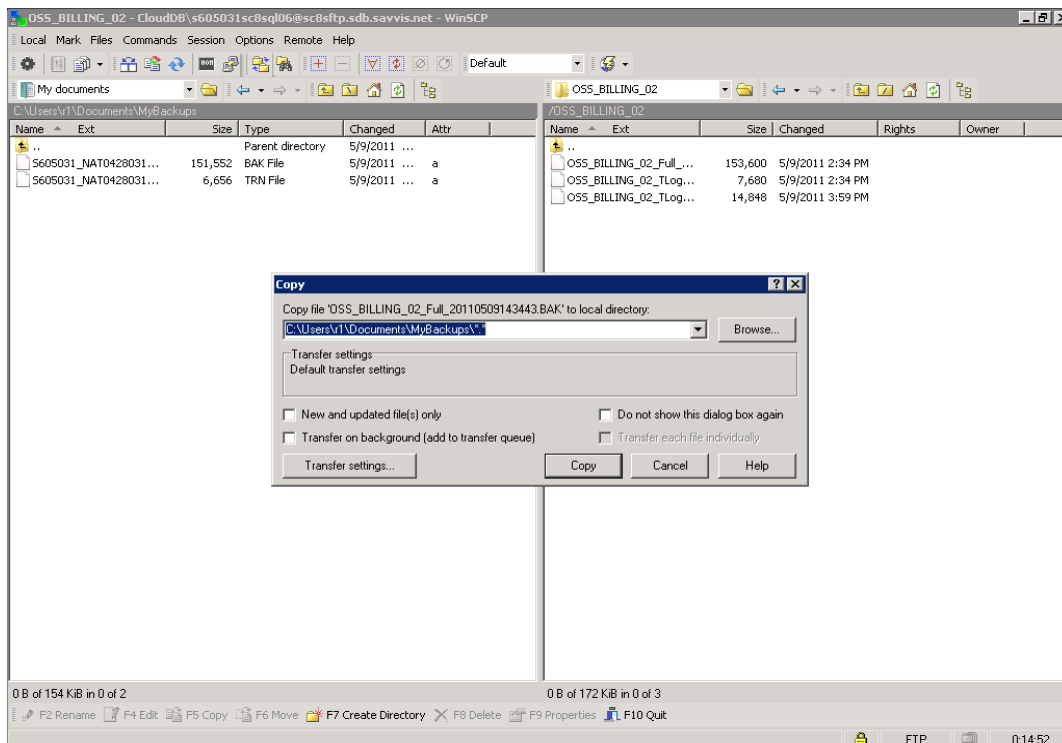 OSS_BILLING_02 - CloudDB\s605031sc8sql06@sc8sftp.sdb.savvis.net - WinSCP
Local Mark Files Commands Session Options Remote Help
Default
My documents
OSS_BILLING_02
C:\Users\r1\Documents\MyBackups
/OSS_BILLING_02
Name Ext Size Type Changed Attr
Name Ext Size Changed Rights Owner
.. Parent directory 5/9/2011 ...
..
S605031_NAT0428031... 151,552 BAK File 5/9/2011 ... a
OSS_BILLING_02_Full_... 153,600 5/9/2011 2:34 PM
S605031_NAT0428031... 6,656 TRN File 5/9/2011 ... a
OSS_BILLING_02_TLog... 7,680 5/9/2011 2:34 PM
OSS_BILLING_02_TLog... 14,848 5/9/2011 3:59 PM
Copy
Copy file 'OSS_BILLING_02_Full_20110509143443.BAK' to local directory:
C:\Users\r1\Documents\MyBackups\*.*
Browse...
Transfer settings
Default transfer settings
New and updated file(s) only
Do not show this dialog box again
Transfer on background (add to transfer queue)
Transfer each file individually
Transfer settings... Copy Cancel Help
0 B of 154 KiB in 0 of 2
0 B of 172 KiB in 0 of 3
F2 Rename F4 Edit F5 Copy F6 Move F7 Create Directory F8 Delete F9 Properties F10 Quit
FTP 0:14:52